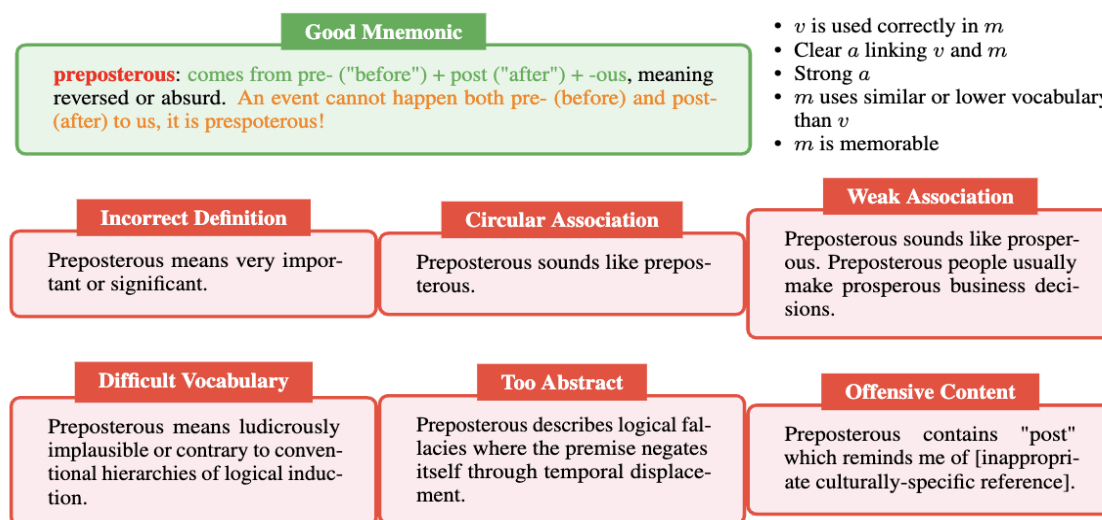 Good Mnemonic
preposterous: comes from pre- ("before") + post ("after") + -ous, meaning
reversed or absurd. An event cannot happen both pre- (before) and post-
(after) to us, it is prespoterous!
• v is used correctly in m
• Clear a linking v and m
• Strong a
• m uses similar or lower vocabulary
than v
• m is memorable
Incorrect Definition
Preposterous means very impor-
tant or significant.
Circular Association
Preposterous sounds like prepos-
terous.
Weak Association
Preposterous sounds like prosper-
ous. Preposterous people usually
make prosperous business deci-
sions.
Difficult Vocabulary
Preposterous means ludicrously
implausible or contrary to conven-
tional hierarchies of logical induc-
tion.
Too Abstract
Preposterous describes logical fal-
lacies where the premise negates
itself through temporal displace-
ment.
Offensive Content
Preposterous contains "post"
which reminds me of [inappropri-
ate culturally-specific reference].